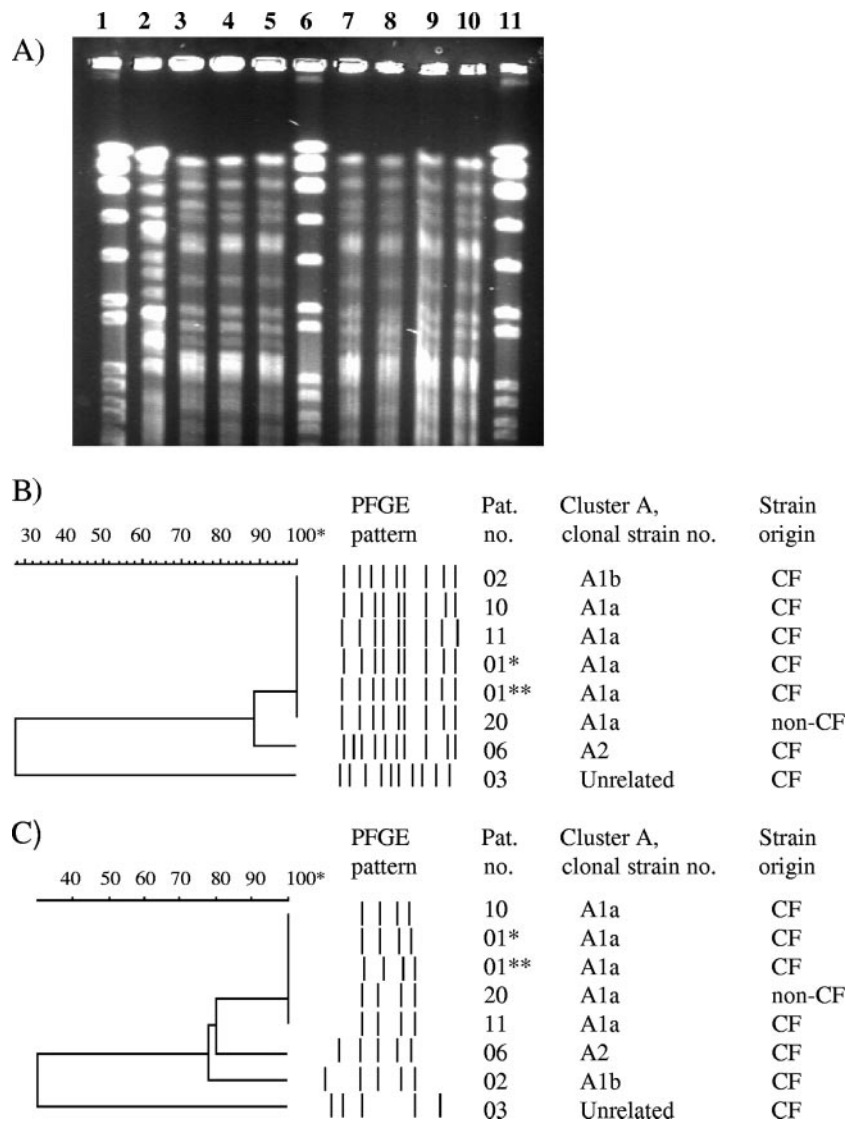 1 2 3 4 5 6 7 8 9 10 11
A)
B)
PFGE Pat. Cluster A, Strain
30 40 50 60 70 80 90 100* pattern no. clonal strain no. origin
02 A1b CF
10 A1a CF
11 A1a CF
01* A1a CF
01** A1a CF
20 A1a non-CF
06 A2 CF
03 Unrelated CF
C)
PFGE Pat. Cluster A, Strain
pattern no. clonal strain no. origin
40 50 60 70 80 90 100*
10 A1a CF
01* A1a CF
01** A1a CF
20 A1a non-CF
11 A1a CF
06 A2 CF
02 A1b CF
03 Unrelated CF